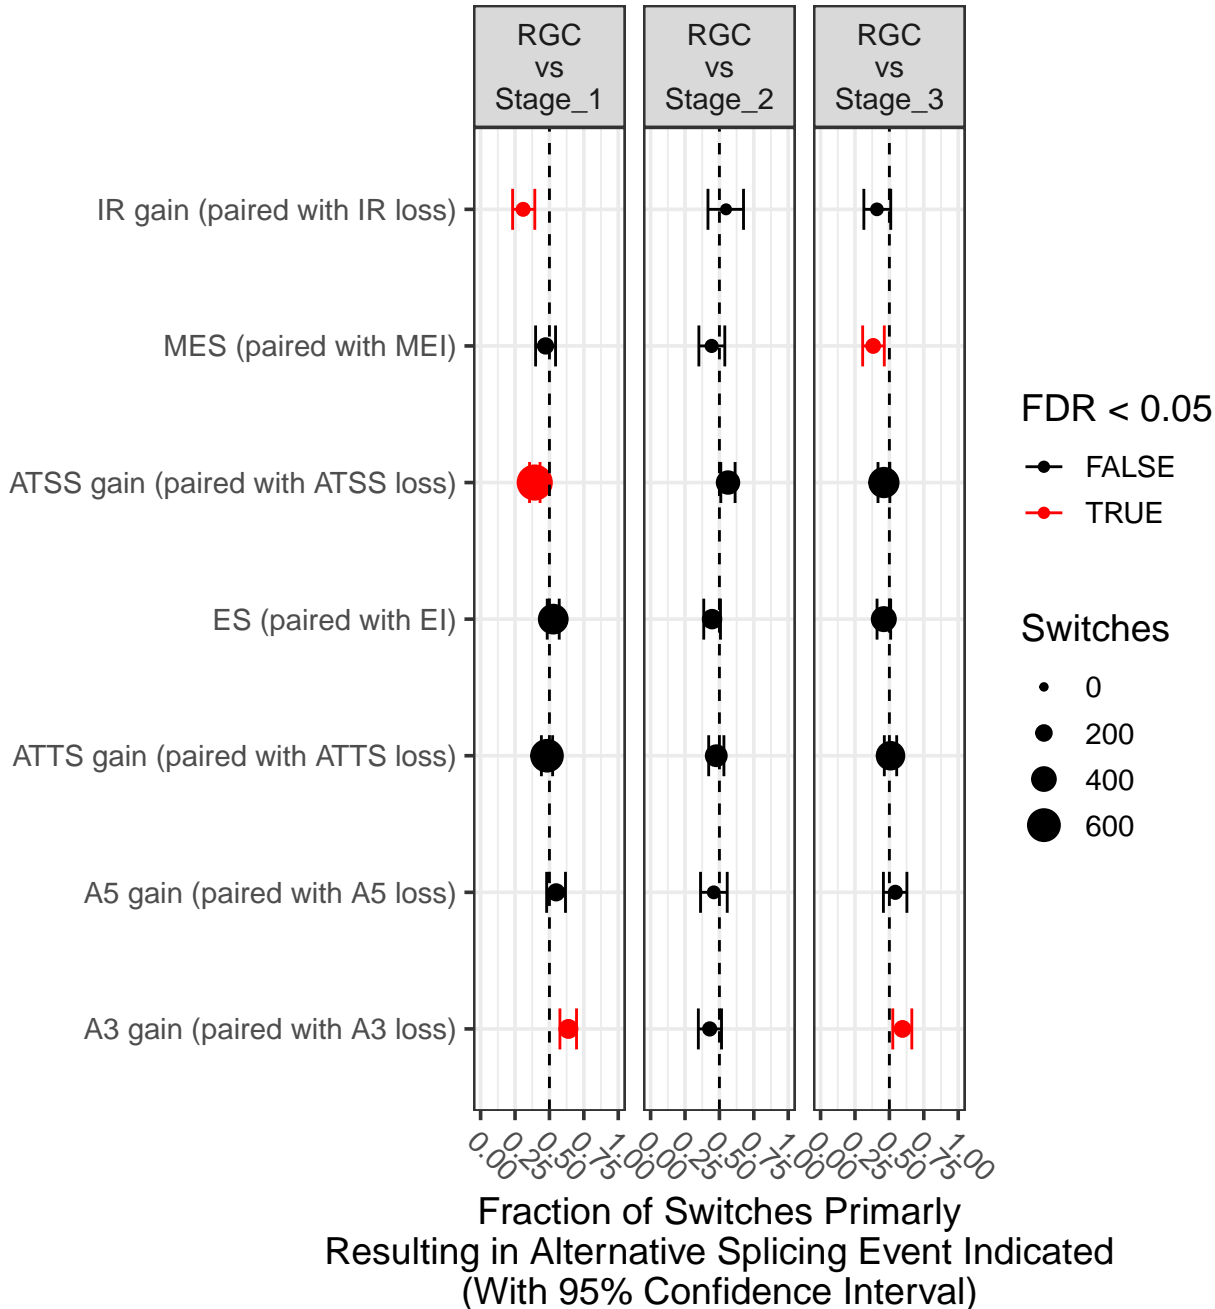 RGC
vs
Stage_1
RGC
vs
Stage_2
RGC
vs
Stage_3
IR gain (paired with IR loss)
MES (paired with MEI)
ATSS gain (paired with ATSS loss)
ES (paired with EI)
ATTS gain (paired with ATTS loss)
A5 gain (paired with A5 loss)
A3 gain (paired with A3 loss)
0.00 0.25 0.50 0.75 1.00 0.00 0.25 0.50 0.75 1.00 0.00 0.25 0.50 0.75 1.00
Fraction of Switches Primarly
Resulting in Alternative Splicing Event Indicated
(With 95% Confidence Interval)
FDR < 0.05
FALSE
TRUE
Switches
0
200
400
600